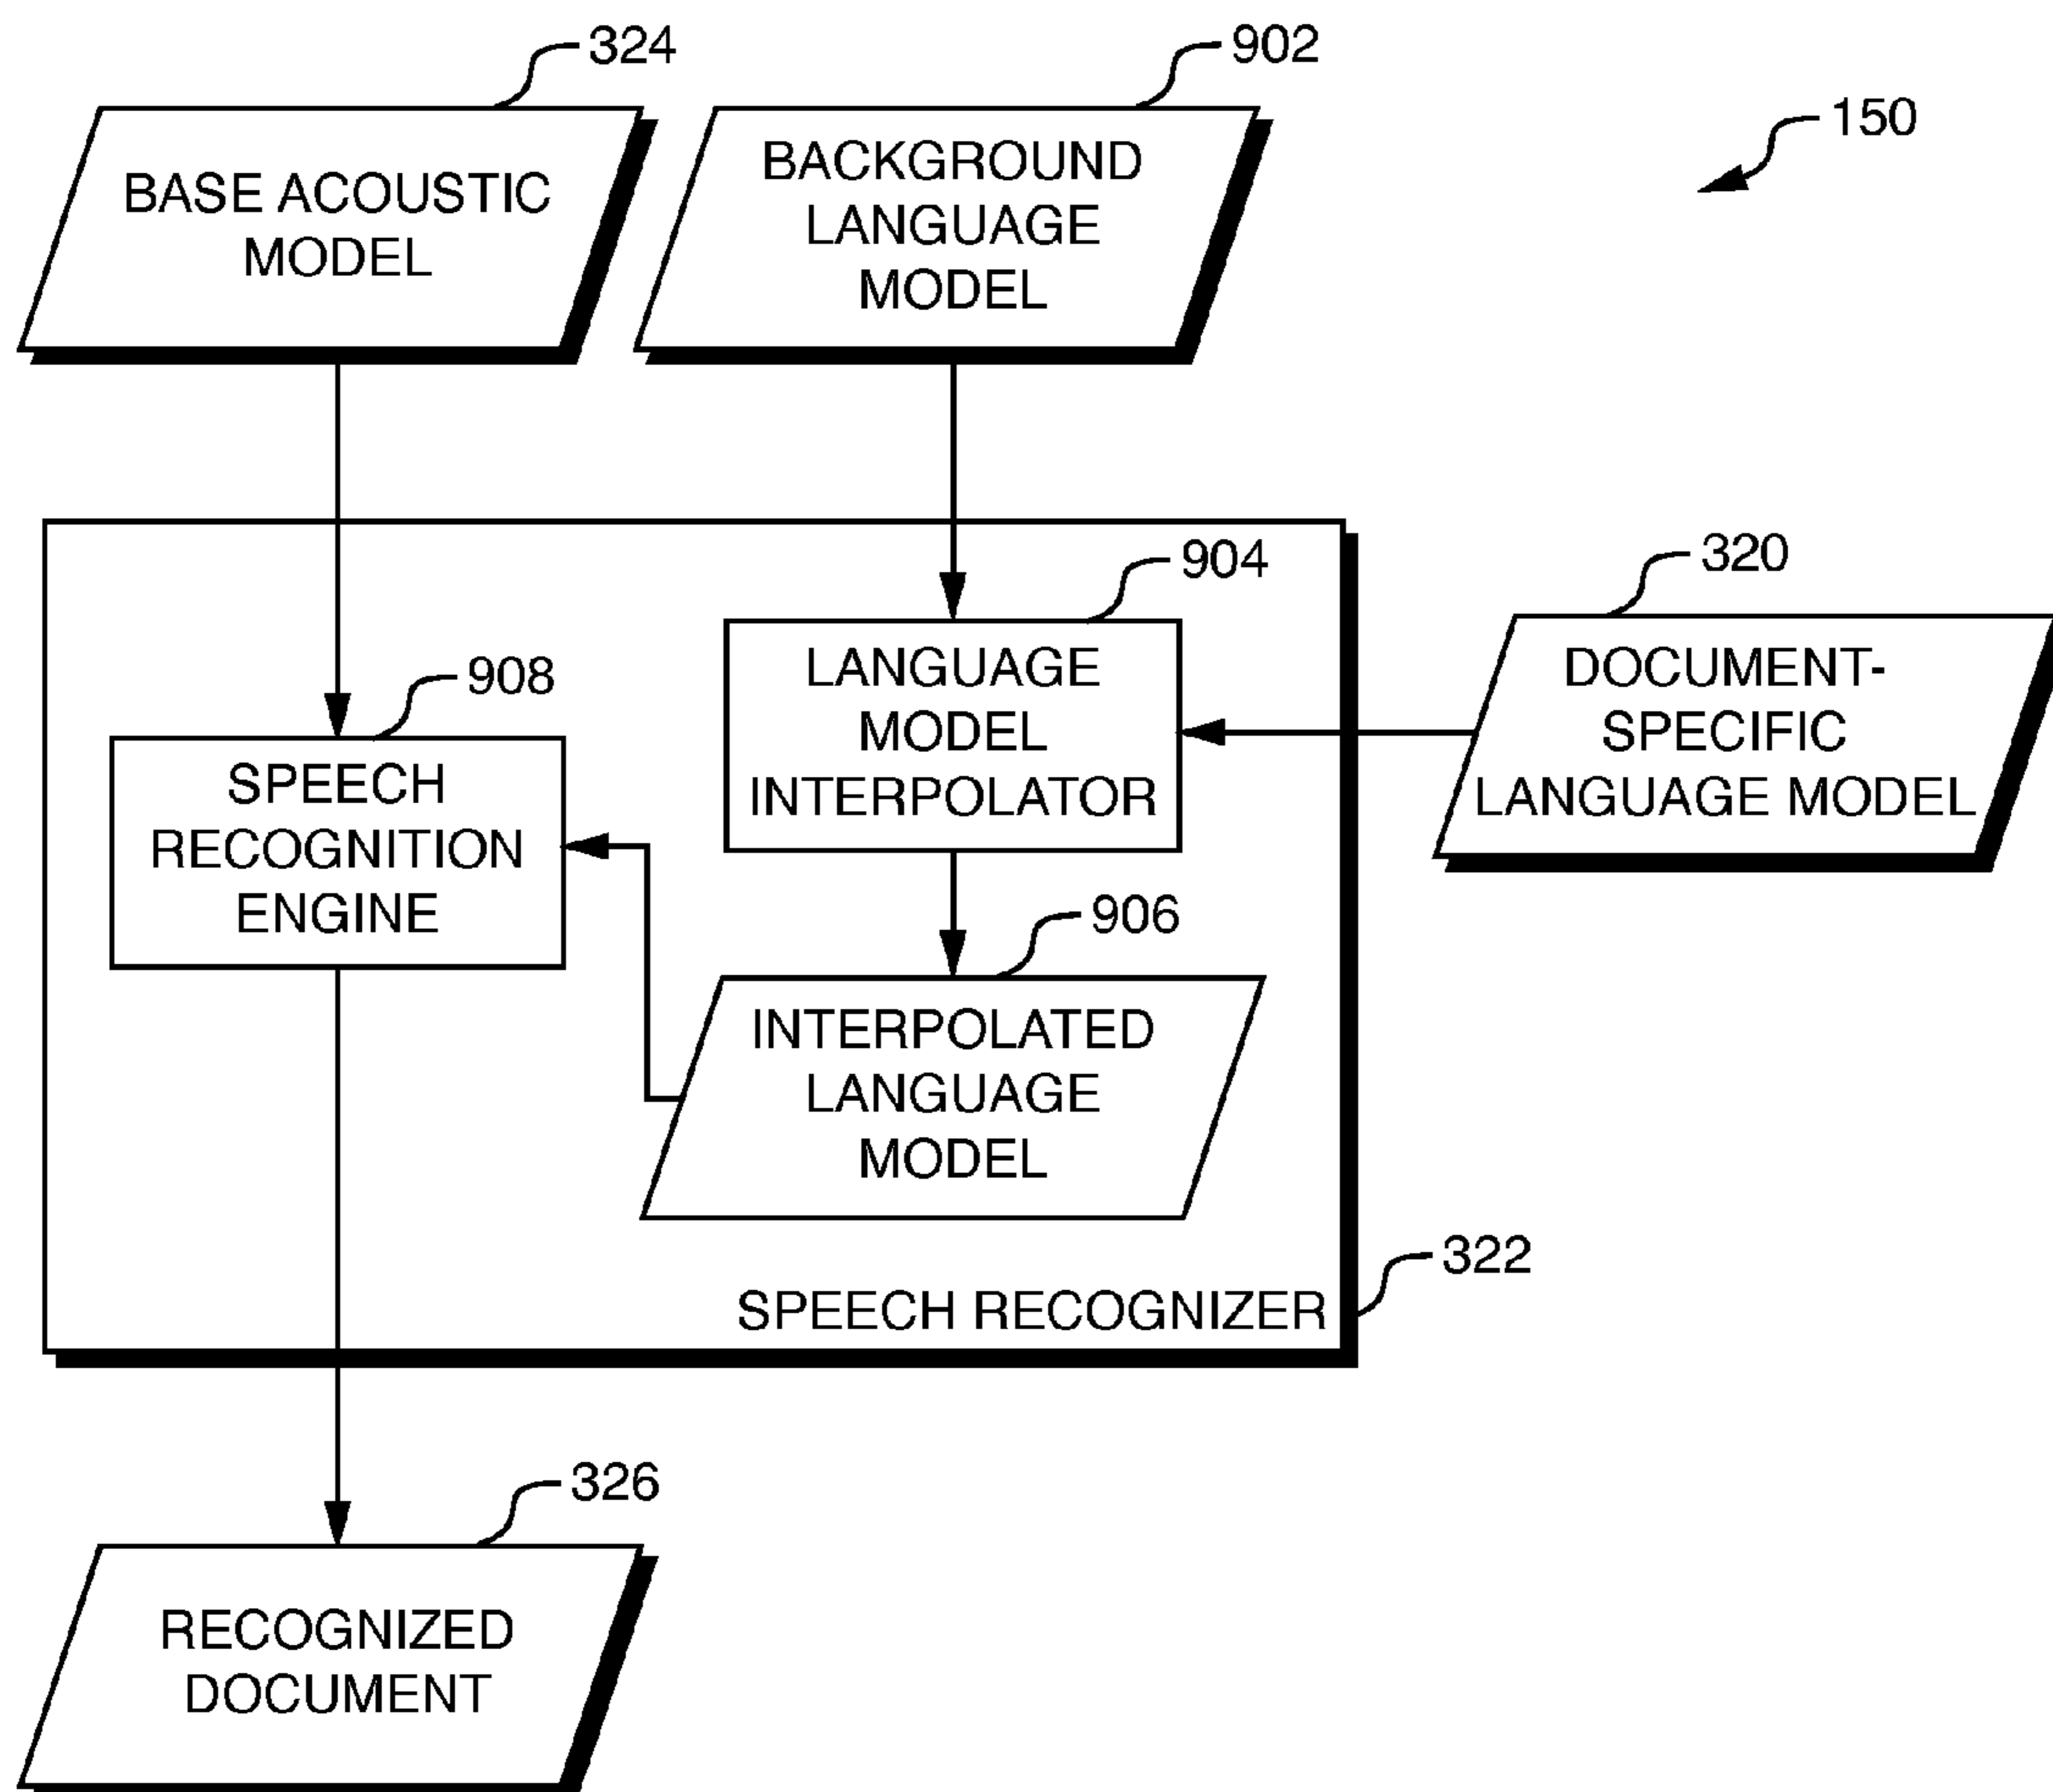 324
902
150
BASE ACOUSTIC
MODEL
BACKGROUND
LANGUAGE
MODEL
904
320
908
LANGUAGE
MODEL
INTERPOLATOR
DOCUMENT-
SPECIFIC
LANGUAGE MODEL
SPEECH
RECOGNITION
ENGINE
906
INTERPOLATED
LANGUAGE
MODEL
322
SPEECH RECOGNIZER
326
RECOGNIZED
DOCUMENT